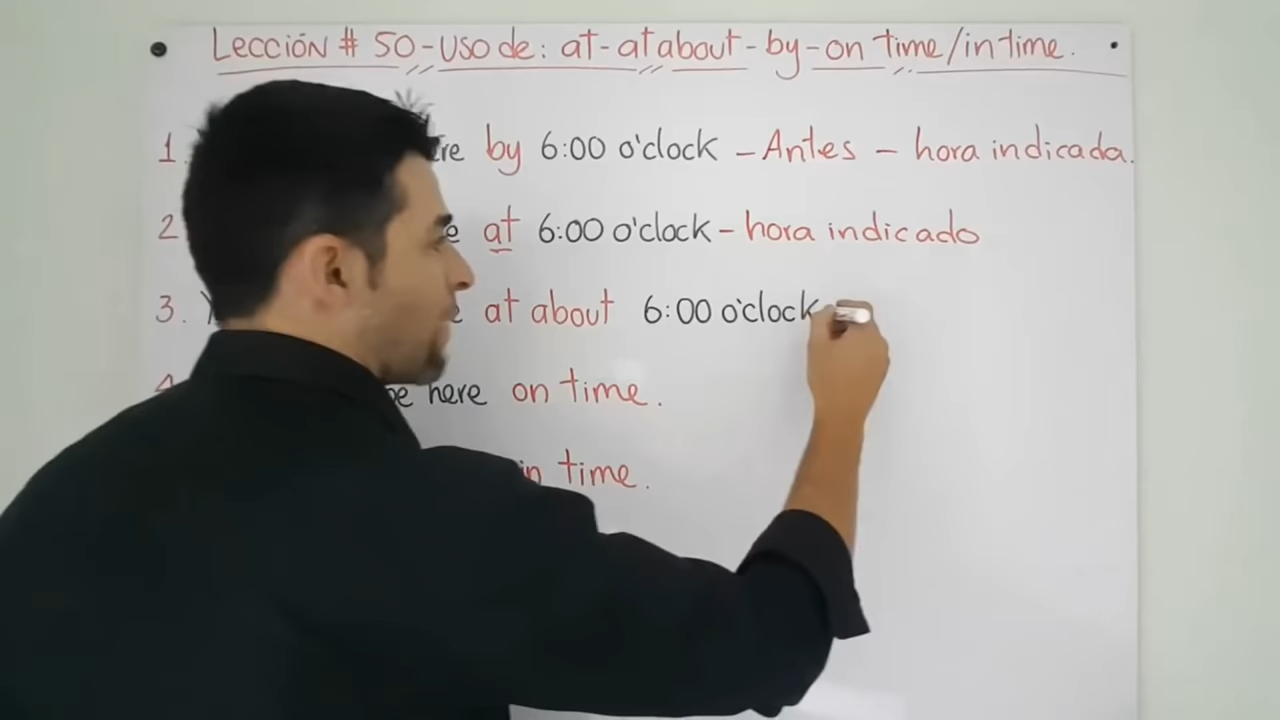 Lección # 50-Uso de: at-at about-by-on time/in time.
1. by 6:00 o'clock - Antes - hora indicada.
2 at 6:00 o'clock - hora indicado
3. at about 6:00 o'clock
here on time.
in time.